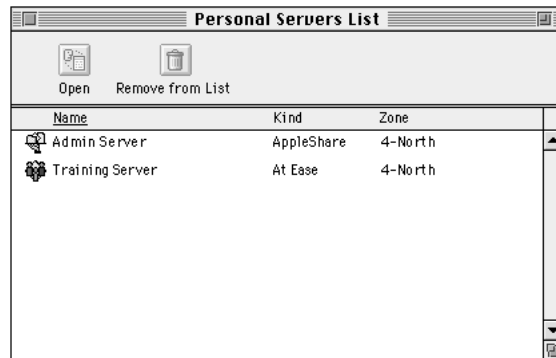 Personal Servers List
Open Remove from List
Name Kind Zone
Admin Server AppleShare 4-North
Training Server At Ease 4-North